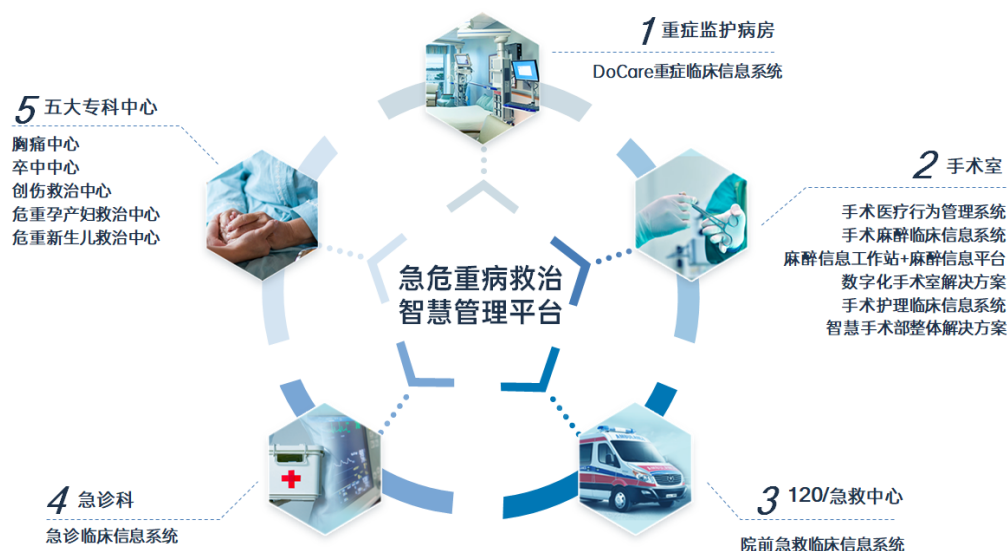 1 重症监护病房
DoCare重症临床信息系统
2 手术室
手术医疗行为管理系统
手术麻醉临床信息系统
麻醉信息工作站+麻醉信息平台
数字化手术室解决方案
手术护理临床信息系统
智慧手术部整体解决方案
3 120/急救中心
院前急救临床信息系统
4 急诊科
急诊临床信息系统
5 五大专科中心
胸痛中心
卒中中心
创伤救治中心
危重孕产妇救治中心
危重新生儿救治中心
急危重病救治
智慧管理平台